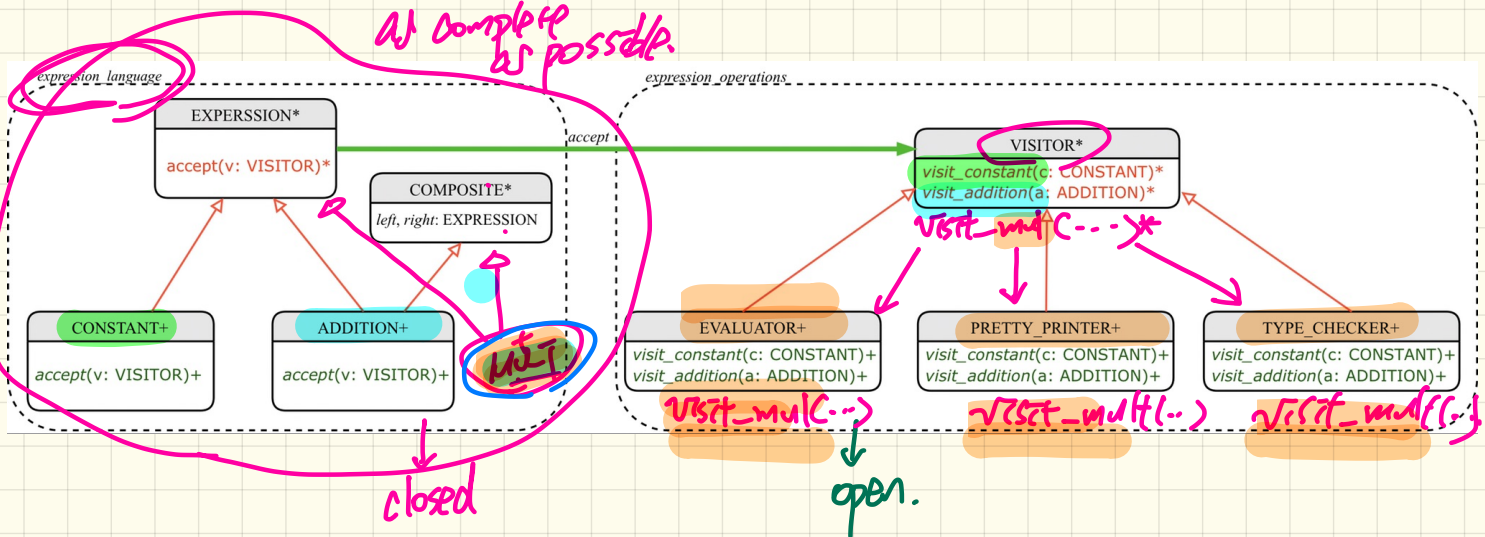 as complete
as possible.
expression_language
EXPERSSION*
accept(v: VISITOR)*
COMPOSITE*
left, right: EXPRESSION
CONSTANT+
accept(v: VISITOR)+
ADDITION+
accept(v: VISITOR)+
MULT
closed
accept
expression_operations
VISITOR*
visit_constant(c: CONSTANT)*
visit_addition(a: ADDITION)*
visit_mul(...)*
EVALUATOR+
visit_constant(c: CONSTANT)+
visit_addition(a: ADDITION)+
visit_mul(...)
PRETTY_PRINTER+
visit_constant(c: CONSTANT)+
visit_addition(a: ADDITION)+
visit_mult(..)
TYPE_CHECKER+
visit_constant(c: CONSTANT)+
visit_addition(a: ADDITION)+
visit_mult(..)
open.